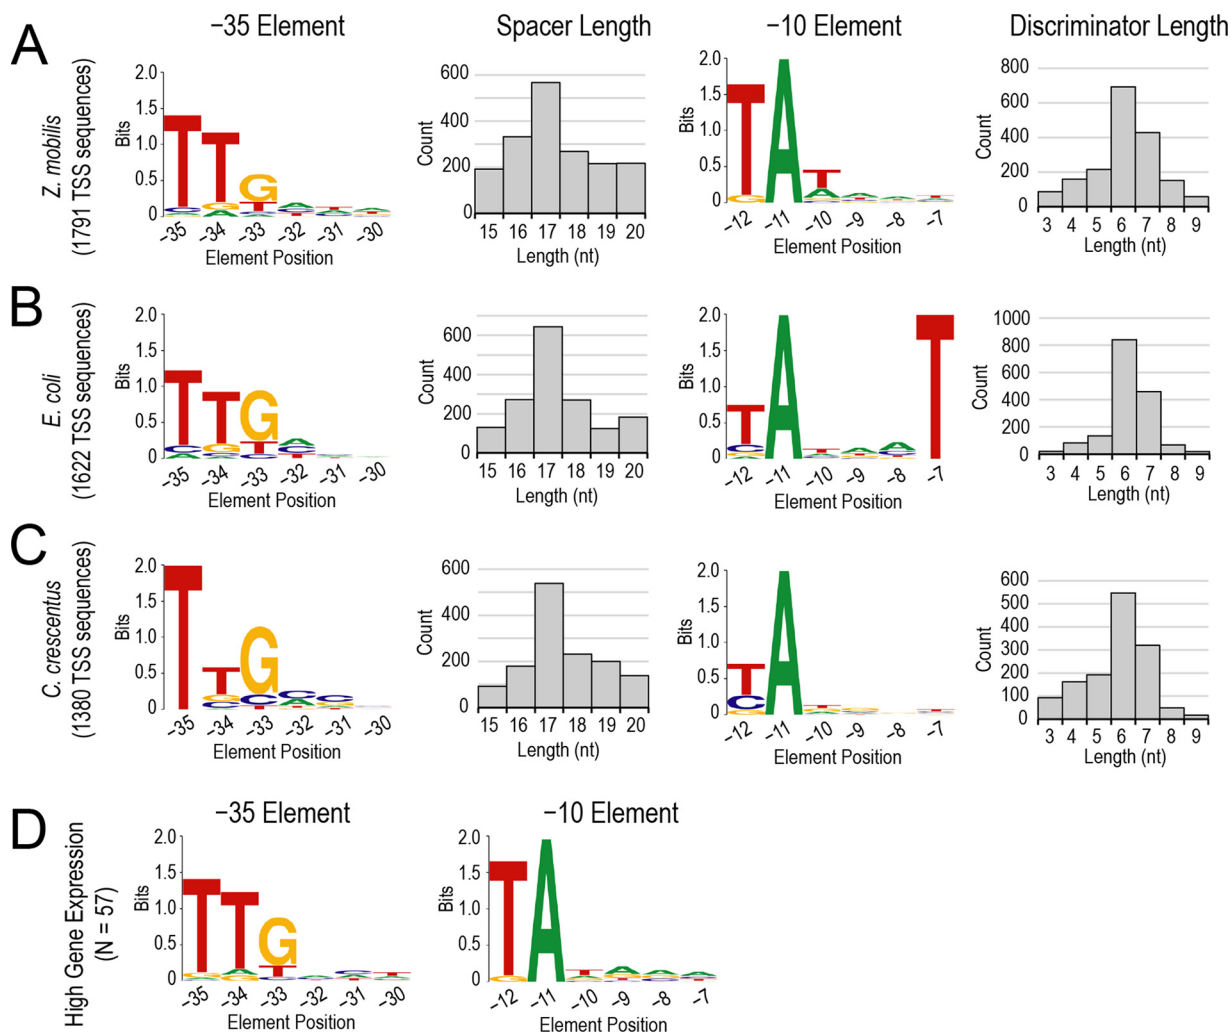 A
−35 Element
Spacer Length
−10 Element
Discriminator Length
Z. mobilis
(1791 TSS sequences)
Bits
2.0
1.5
1.0
0.5
0
−35 −34 −33 −32 −31 −30
Element Position
Count
600
400
200
0
15 16 17 18 19 20
Length (nt)
Bits
2.0
1.5
1.0
0.5
0
−12 −11 −10 −9 −8 −7
Element Position
Count
800
600
400
200
0
3 4 5 6 7 8 9
Length (nt)
B
E. coli
(1622 TSS sequences)
Bits
2.0
1.5
1.0
0.5
0
−35 −34 −33 −32 −31 −30
Element Position
Count
600
400
200
0
15 16 17 18 19 20
Length (nt)
Bits
2.0
1.5
1.0
0.5
0
−12 −11 −10 −9 −8 −7
Element Position
Count
1000
800
600
400
200
0
3 4 5 6 7 8 9
Length (nt)
C
C. crescentus
(1380 TSS sequences)
Bits
2.0
1.5
1.0
0.5
0
−35 −34 −33 −32 −31 −30
Element Position
Count
600
400
200
0
15 16 17 18 19 20
Length (nt)
Bits
2.0
1.5
1.0
0.5
0
−12 −11 −10 −9 −8 −7
Element Position
Count
600
500
400
300
200
100
0
3 4 5 6 7 8 9
Length (nt)
D
−35 Element
−10 Element
High Gene Expression
(N = 57)
Bits
2.0
1.5
1.0
0.5
0
−35 −34 −33 −32 −31 −30
Element Position
Bits
2.0
1.5
1.0
0.5
0
−12 −11 −10 −9 −8 −7
Element Position